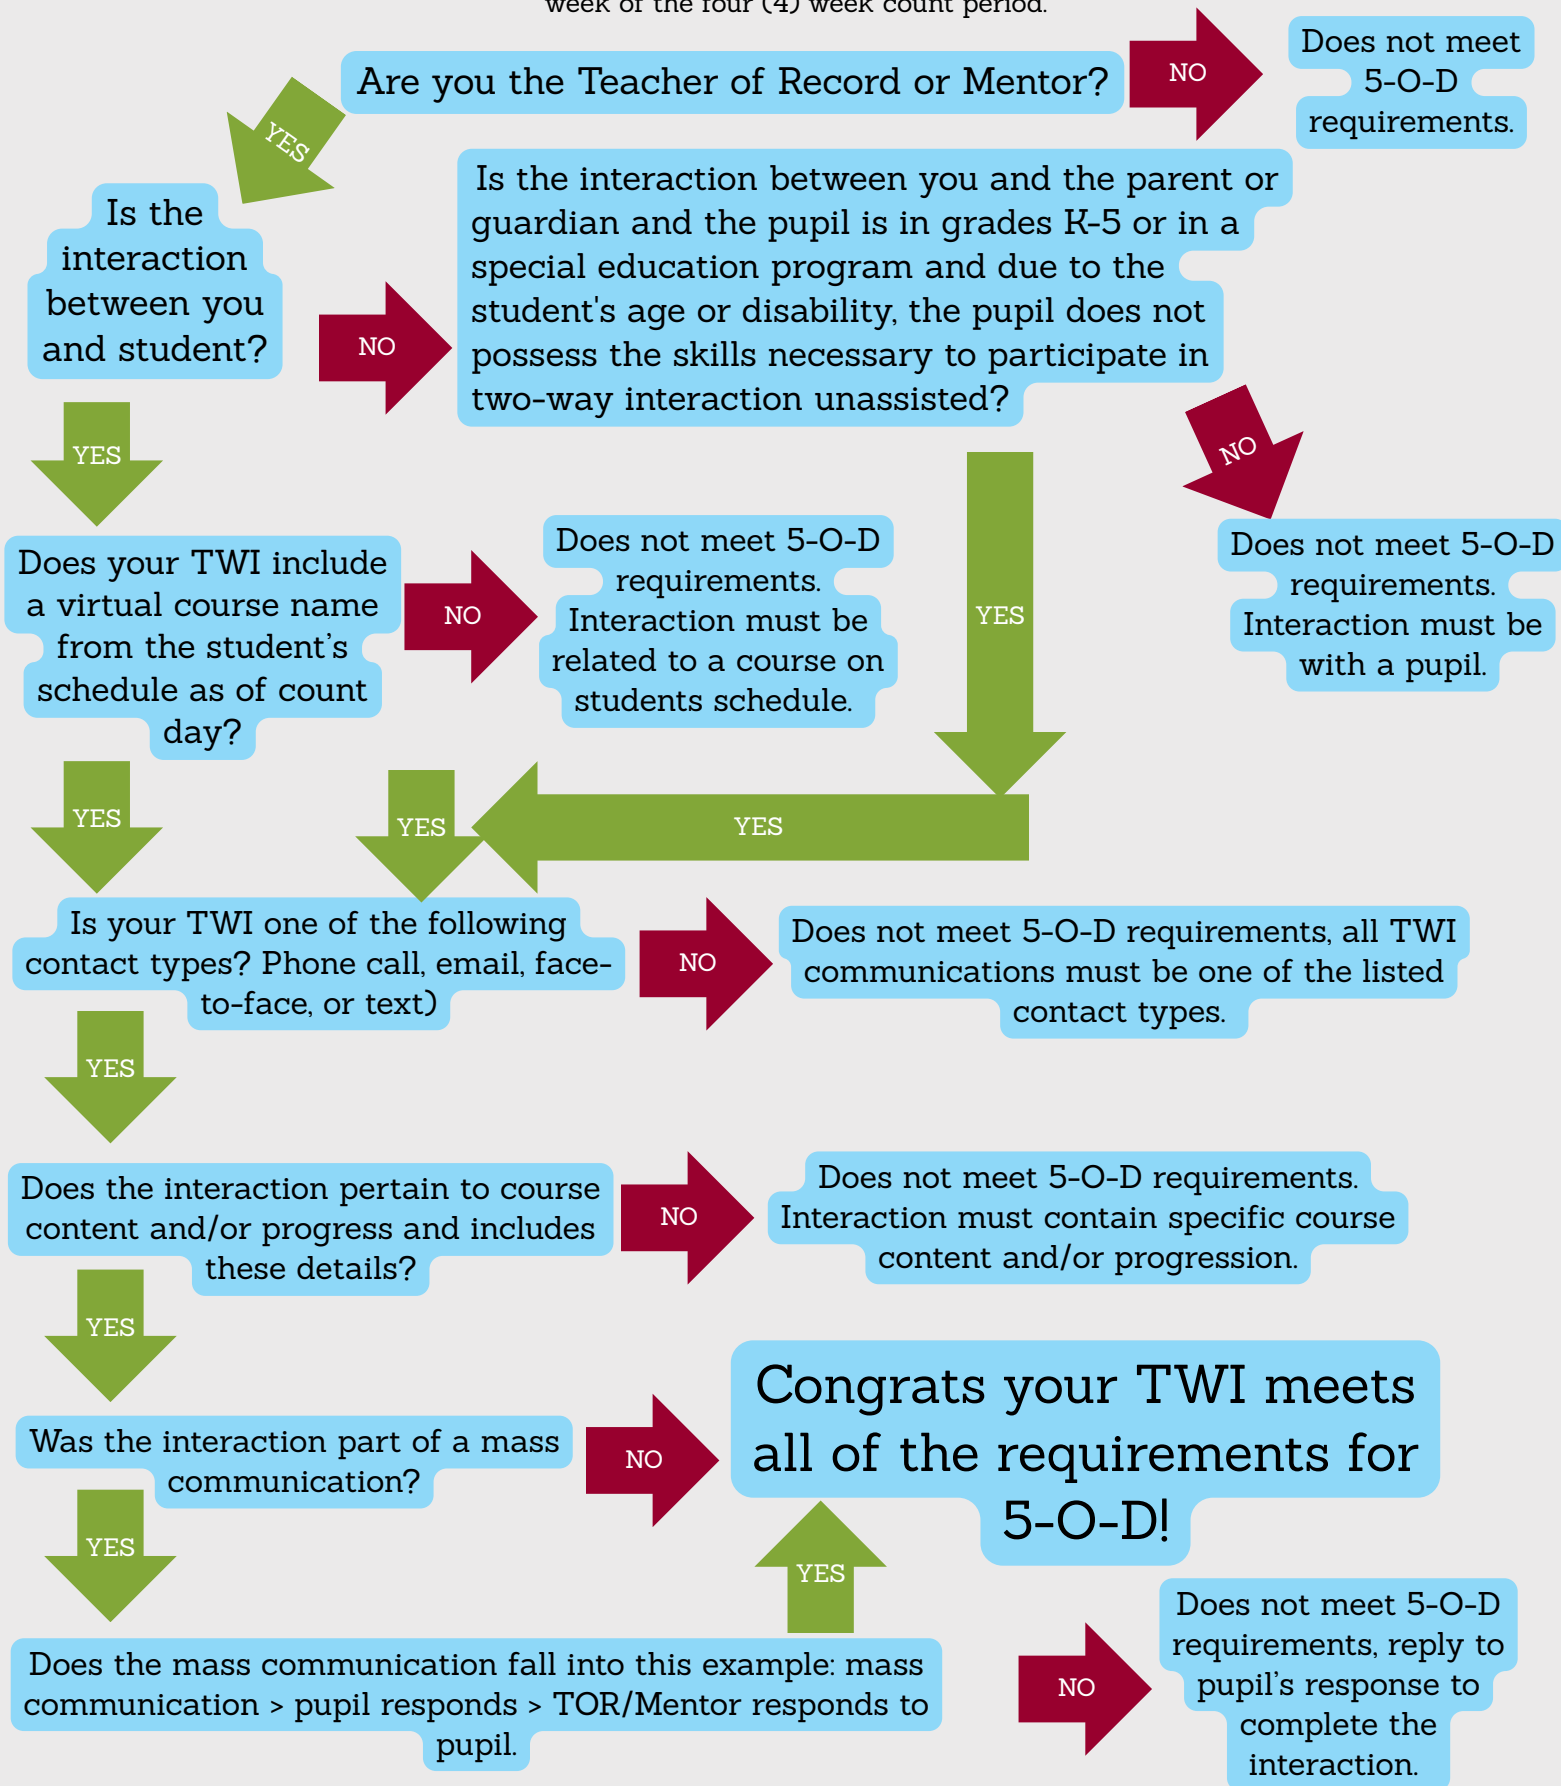 week of the four (4) week count period.
Are you the Teacher of Record or Mentor?
NO
Does not meet
5-O-D
requirements.
YES
Is the
interaction
between you
and student?
NO
Is the interaction between you and the parent or
guardian and the pupil is in grades K-5 or in a
special education program and due to the
student's age or disability, the pupil does not
possess the skills necessary to participate in
two-way interaction unassisted?
YES
NO
Does your TWI include
a virtual course name
from the student's
schedule as of count
day?
NO
Does not meet 5-O-D
requirements.
Interaction must be
related to a course on
students schedule.
YES
Does not meet 5-O-D
requirements.
Interaction must be
with a pupil.
YES
YES
YES
Is your TWI one of the following
contact types? Phone call, email, face-
to-face, or text)
NO
Does not meet 5-O-D requirements, all TWI
communications must be one of the listed
contact types.
YES
Does the interaction pertain to course
content and/or progress and includes
these details?
NO
Does not meet 5-O-D requirements.
Interaction must contain specific course
content and/or progression.
YES
Was the interaction part of a mass
communication?
NO
Congrats your TWI meets
all of the requirements for
5-O-D!
YES
YES
Does the mass communication fall into this example: mass
communication > pupil responds > TOR/Mentor responds to
pupil.
NO
Does not meet 5-O-D
requirements, reply to
pupil's response to
complete the
interaction.